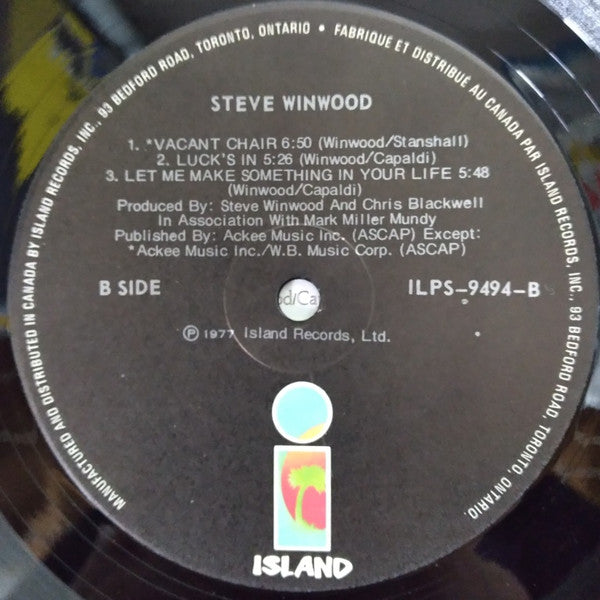 MANUFACTURED AND DISTRIBUTED IN CANADA BY ISLAND RECORDS, INC., 93 BEDFORD ROAD, TORONTO, ONTARIO • FABRIQUE ET DISTRIBUÉ AU CANADA PAR ISLAND RECORDS, INC., 93 BEDFORD ROAD, TORONTO, ONTARIO.
STEVE WINWOOD
1. *VACANT CHAIR 6:50 (Winwood/Stanshall)
2. LUCK'S IN 5:26 (Winwood/Capaldi)
3. LET ME MAKE SOMETHING IN YOUR LIFE 5:48
(Winwood/Capaldi)
Produced By: Steve Winwood And Chris Blackwell
In Association With Mark Miller Mundy
Published By: Ackee Music Inc. (ASCAP) Except:
*Ackee Music Inc./W.B. Music Corp. (ASCAP)
B SIDE
ILPS-9494-B
℗ 1977 Island Records, Ltd.
ISLAND